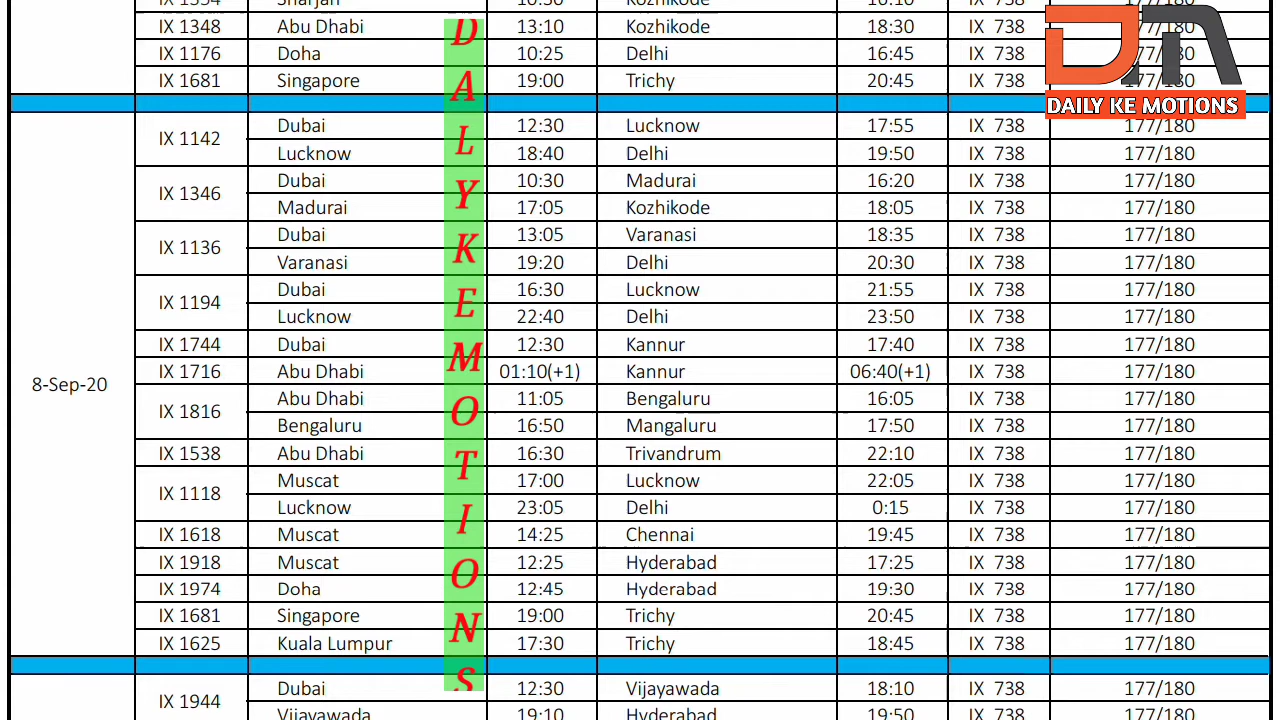 IX 1354 Sharjah 10:30 Kozhikode 16:10 IX 738 177/180
IX 1348 Abu Dhabi 13:10 Kozhikode 18:30 IX 738 177/180
IX 1176 Doha 10:25 Delhi 16:45 IX 738 177/180
IX 1681 Singapore 19:00 Trichy 20:45 IX 738 177/180
DAILY KE MOTIONS
IX 1142 Dubai 12:30 Lucknow 17:55 IX 738 177/180
Lucknow 18:40 Delhi 19:50 IX 738 177/180
IX 1346 Dubai 10:30 Madurai 16:20 IX 738 177/180
Madurai 17:05 Kozhikode 18:05 IX 738 177/180
IX 1136 Dubai 13:05 Varanasi 18:35 IX 738 177/180
Varanasi 19:20 Delhi 20:30 IX 738 177/180
IX 1194 Dubai 16:30 Lucknow 21:55 IX 738 177/180
Lucknow 22:40 Delhi 23:50 IX 738 177/180
IX 1744 Dubai 12:30 Kannur 17:40 IX 738 177/180
8-Sep-20 IX 1716 Abu Dhabi 01:10(+1) Kannur 06:40(+1) IX 738 177/180
IX 1816 Abu Dhabi 11:05 Bengaluru 16:05 IX 738 177/180
Bengaluru 16:50 Mangaluru 17:50 IX 738 177/180
IX 1538 Abu Dhabi 16:30 Trivandrum 22:10 IX 738 177/180
IX 1118 Muscat 17:00 Lucknow 22:05 IX 738 177/180
Lucknow 23:05 Delhi 0:15 IX 738 177/180
IX 1618 Muscat 14:25 Chennai 19:45 IX 738 177/180
IX 1918 Muscat 12:25 Hyderabad 17:25 IX 738 177/180
IX 1974 Doha 12:45 Hyderabad 19:30 IX 738 177/180
IX 1681 Singapore 19:00 Trichy 20:45 IX 738 177/180
IX 1625 Kuala Lumpur 17:30 Trichy 18:45 IX 738 177/180
IX 1944 Dubai 12:30 Vijayawada 18:10 IX 738 177/180
Vijayawada 19:10 Hyderabad 19:50 IX 738 177/180
DALYKEMOTIONS